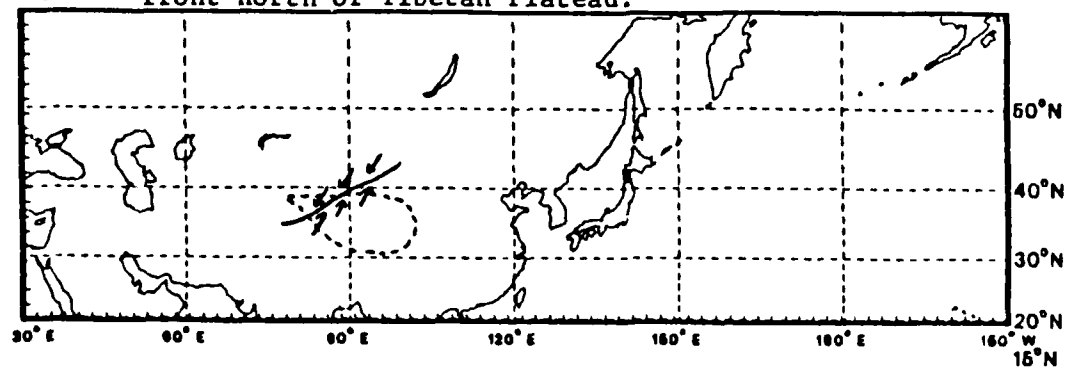 front north of Tibetan Plateau.
50°N
40°N
30°N
20°N
30° E 60° E 90° E 120° E 150° E 180° E 150° W
15°N